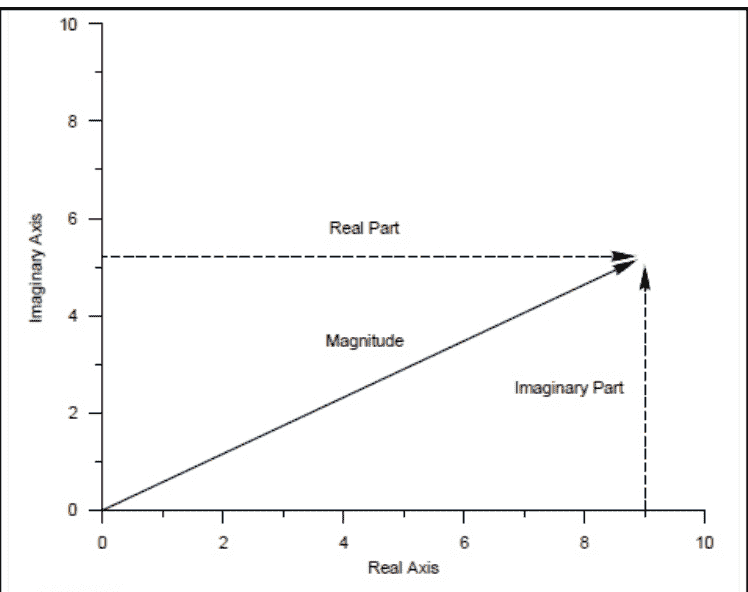 10
8
6
Real Part
Imaginary Axis
4
Magnitude
Imaginary Part
2
0
0 2 4 6 8 10
Real Axis